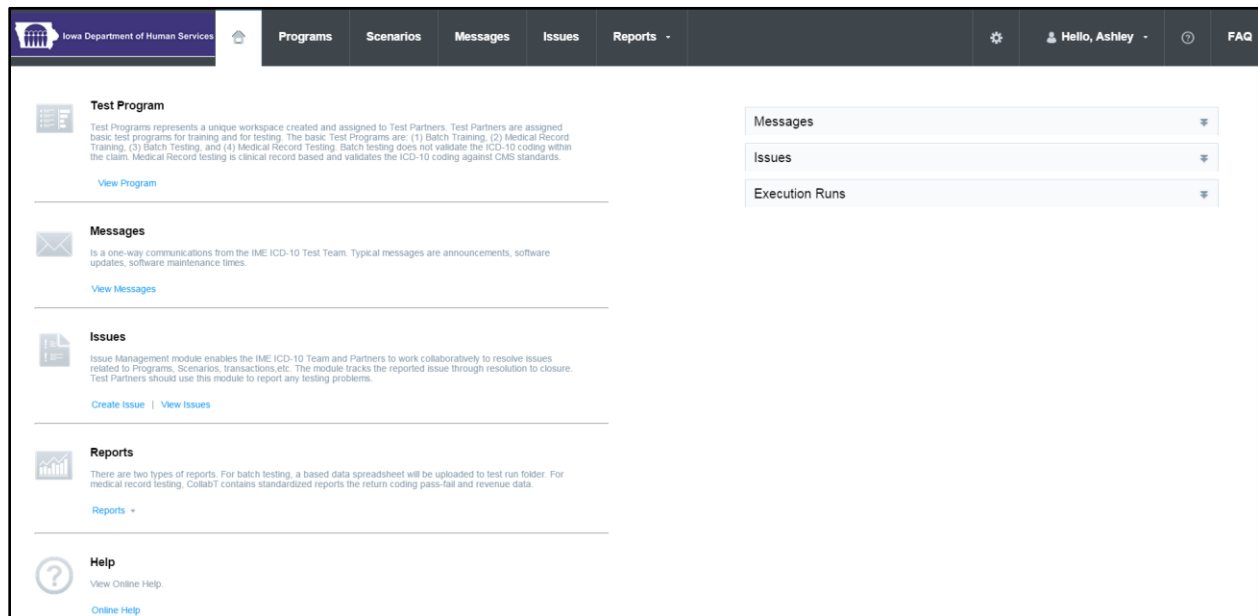 Iowa Department of Human Services
Programs
Scenarios
Messages
Issues
Reports
Hello, Ashley
?
FAQ
Test Program
Test Programs represents a unique workspace created and assigned to Test Partners. Test Partners are assigned
basic test programs for training and for testing. The basic Test Programs are: (1) Batch Training, (2) Medical Record
Training, (3) Batch Testing, and (4) Medical Record Testing. Batch testing does not validate the ICD-10 coding within
the claim. Medical Record testing is clinical record based and validates the ICD-10 coding against CMS standards.
View Program
Messages
Is a one-way communications from the IME ICD-10 Test Team. Typical messages are announcements, software
updates, software maintenance times.
View Messages
Issues
Issue Management module enables the IME ICD-10 Team and Partners to work collaboratively to resolve issues
related to Programs, Scenarios, transactions,etc. The module tracks the reported issue through resolution to closure.
Test Partners should use this module to report any testing problems.
Create Issue | View Issues
Reports
There are two types of reports. For batch testing, a based data spreadsheet will be uploaded to test run folder. For
medical record testing, CollabT contains standardized reports the return coding pass-fail and revenue data.
Reports
?
Help
View Online Help.
Online Help
Messages
Issues
Execution Runs